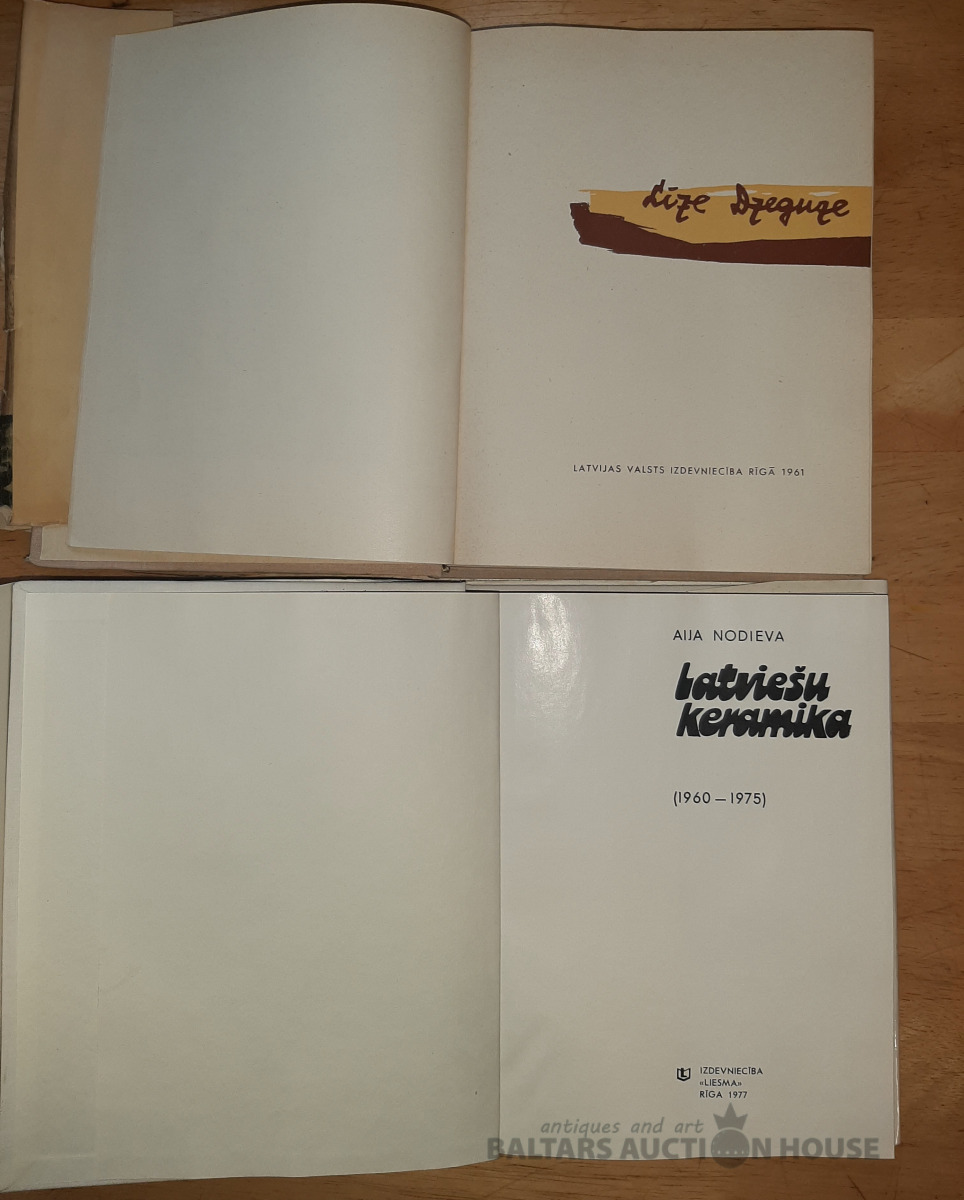 Līze Dzeguze
LATVIJAS VALSTS IZDEVNIECĪBA RĪGĀ 1961
AIJA NODIEVA
Latviešu
keramika
(1960 — 1975)
IZDEVNIECĪBA
«LIESMA»
RĪGA 1977
antiques and art
BALTARS AUCTION HOUSE